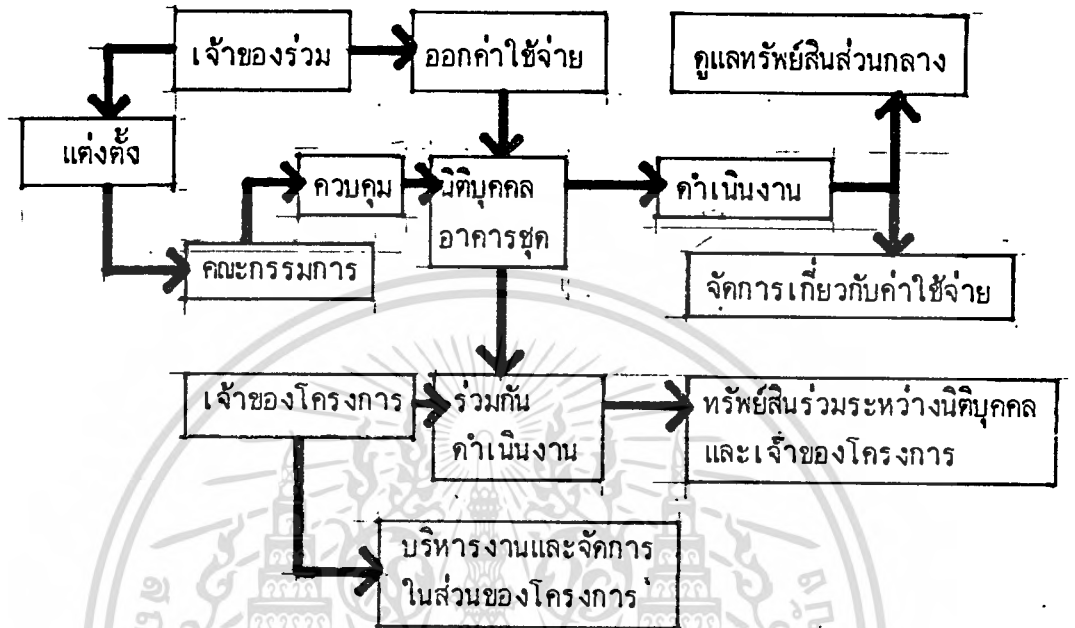 เจ้าของร่วม
ออกค่าใช้จ่าย
ดูแลทรัพย์สินส่วนกลาง
แต่งตั้ง
ควบคุม
นิติบุคคล
อาคารชุด
ดำเนินงาน
คณะกรรมการ
จัดการเกี่ยวกับค่าใช้จ่าย
เจ้าของโครงการ
ร่วมกัน
ดำเนินงาน
ทรัพย์สินร่วมระหว่างนิติบุคคล
และเจ้าของโครงการ
บริหารงานและจัดการ
ในส่วนของโครงการ